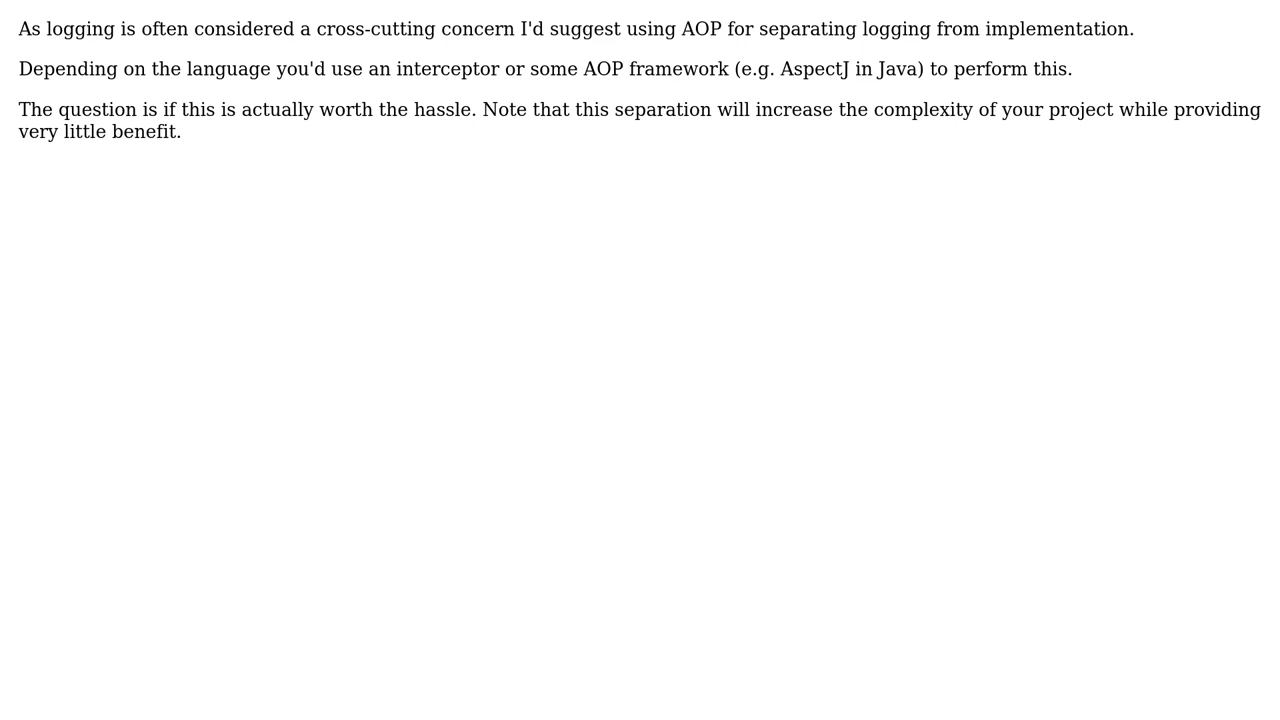 As logging is often considered a cross-cutting concern I'd suggest using AOP for separating logging from implementation.
Depending on the language you'd use an interceptor or some AOP framework (e.g. AspectJ in Java) to perform this.
The question is if this is actually worth the hassle. Note that this separation will increase the complexity of your project while providing
very little benefit.